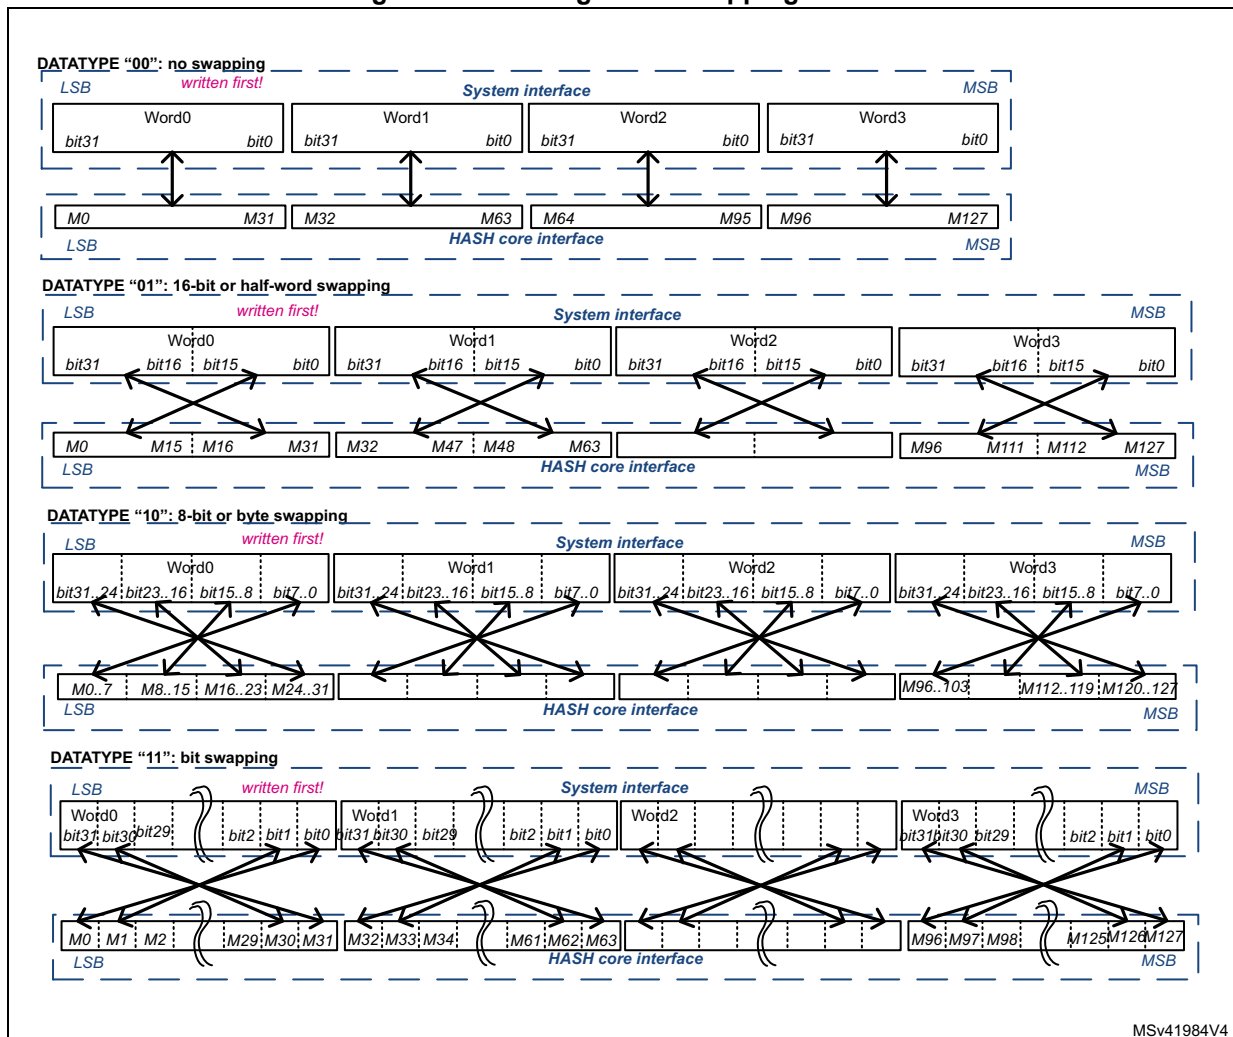 DATATYPE “00”: no swapping
LSB written first! System interface MSB
Word0 Word1 Word2 Word3
bit31 bit0 bit31 bit0 bit31 bit0 bit31 bit0
M0 M31 M32 M63 M64 M95 M96 M127
LSB HASH core interface MSB
DATATYPE “01”: 16-bit or half-word swapping
LSB written first! System interface MSB
Word0 Word1 Word2 Word3
bit31 bit16 bit15 bit0 bit31 bit16 bit15 bit0 bit31 bit16 bit15 bit0 bit31 bit16 bit15 bit0
M0 M15 M16 M31 M32 M47 M48 M63 M96 M111 M112 M127
LSB HASH core interface MSB
DATATYPE “10”: 8-bit or byte swapping
LSB written first! System interface MSB
Word0 Word1 Word2 Word3
bit31..24 bit23..16 bit15..8 bit7..0 bit31..24 bit23..16 bit15..8 bit7..0 bit31..24 bit23..16 bit15..8 bit7..0 bit31..24 bit23..16 bit15..8 bit7..0
M0..7 M8..15 M16..23 M24..31 M96..103 M112..119 M120..127
LSB HASH core interface MSB
DATATYPE “11”: bit swapping
LSB written first! System interface MSB
Word0 Word1 Word2 Word3
bit31 bit30 bit29 bit2 bit1 bit0 bit31 bit30 bit29 bit2 bit1 bit0 bit31 bit30 bit29 bit2 bit1 bit0
M0 M1 M2 M29 M30 M31 M32 M33 M34 M61 M62 M63 M96 M97 M98 M125 M126 M127
LSB HASH core interface MSB
MSv41984V4